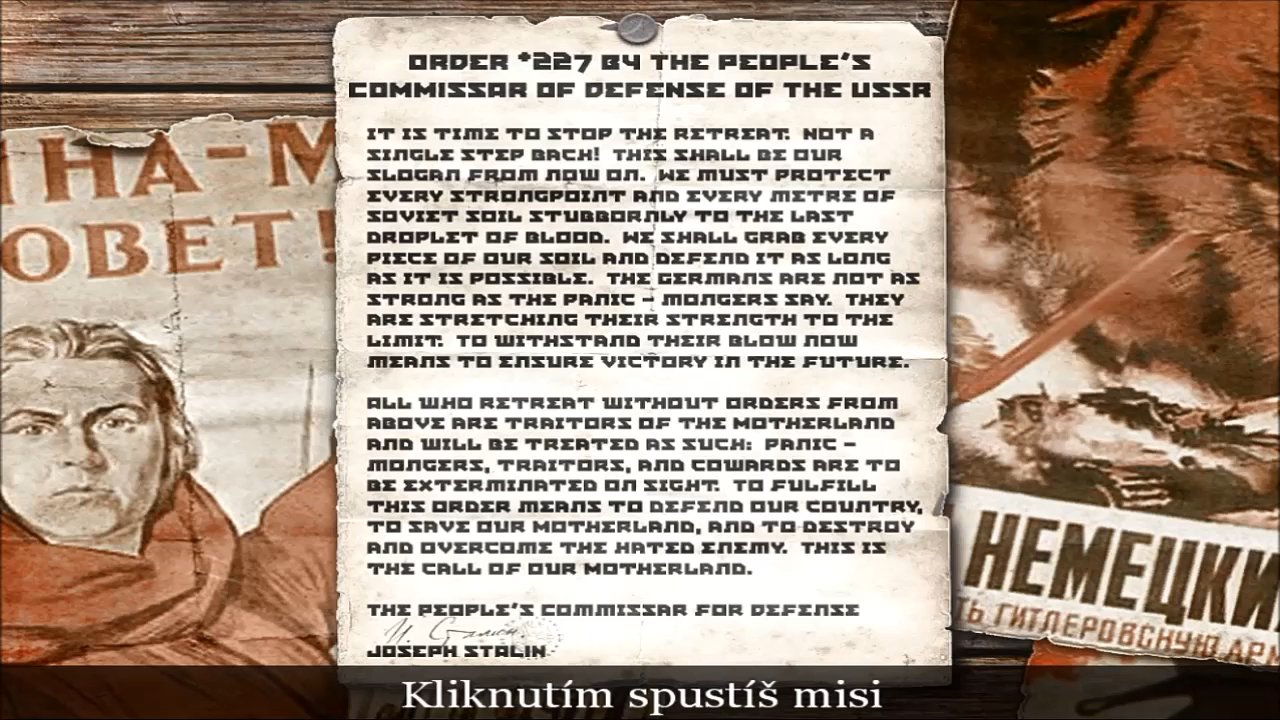 ORDER *227 BY THE PEOPLE'S
COMMISSAR OF DEFENSE OF THE USSR
IT IS TIME TO STOP THE RETREAT. NOT A
SINGLE STEP BACK! THIS SHALL BE OUR
SLOGAN FROM NOW ON. WE MUST PROTECT
EVERY STRONGPOINT AND EVERY METRE OF
SOVIET SOIL STUBBORNLY TO THE LAST
DROPLET OF BLOOD. WE SHALL GRAB EVERY
PIECE OF OUR SOIL AND DEFEND IT AS LONG
AS IT IS POSSIBLE. THE GERMANS ARE NOT AS
STRONG AS THE PANIC - MONGERS SAY. THEY
ARE STRETCHING THEIR STRENGTH TO THE
LIMIT. TO WITHSTAND THEIR BLOW NOW
MEANS TO ENSURE VICTORY IN THE FUTURE.
ALL WHO RETREAT WITHOUT ORDERS FROM
ABOVE ARE TRAITORS OF THE MOTHERLAND
AND WILL BE TREATED AS SUCH: PANIC -
MONGERS, TRAITORS, AND COWARDS ARE TO
BE EXTERMINATED ON SIGHT. TO FULFILL
THIS ORDER MEANS TO DEFEND OUR COUNTRY,
TO SAVE OUR MOTHERLAND, AND TO DESTROY
AND OVERCOME THE HATED ENEMY. THIS IS
THE CALL OF OUR MOTHERLAND.
THE PEOPLE'S COMMISSAR FOR DEFENSE
И. Сталин
JOSEPH STALIN
ИНА-М
ОВЕТ!
НЕМЕЦКИ
ТЬ ГИТЛЕРОВСКУЮ АРМ
Kliknutím spustíš misi